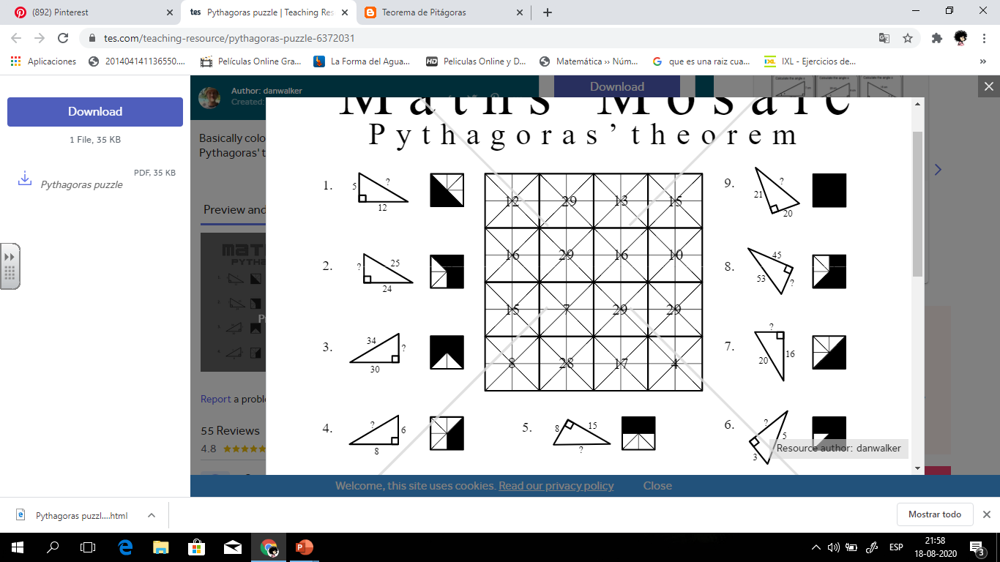 (892) Pinterest
tes Pythagoras puzzle | Teaching Res
Teorema de Pitágoras
tes.com/teaching-resource/pythagoras-puzzle-6372031
Aplicaciones
201404141136550....
Películas Online Gra...
La Forma del Agua...
HD Peliculas Online y D...
Matemática ›› Núm...
que es una raiz cua...
IXL - Ejercicios de...
»
Download
1 File, 35 KB
PDF, 35 KB
Pythagoras puzzle
Author: danwalker
Created:
Download
Basically colo
Pythagoras' t
Preview and
Report a proble
55 Reviews
4.8
Maths Mosaic
Pythagoras’ theorem
1. 5 ? 12
2. ? 25 24
3. 34 ? 30
4. ? 6 8
12 29 13 15
16 29 16 10
15 7 29 29
8 28 17 4
5. 8 15 ?
9. ? 21 20
8. 45 53 ?
7. ? 20 16
6. ? 5 3
Resource author: danwalker
Welcome, this site uses cookies. Read our privacy policy Close
Pythagoras puzzl....html
Mostrar todo
ESP
21:58
18-08-2020
3